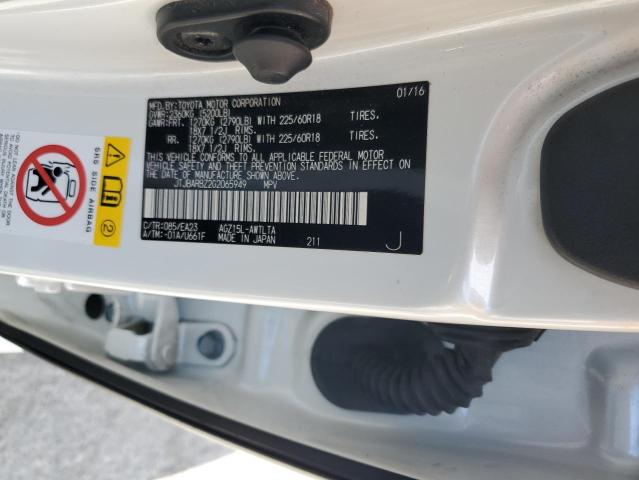 MFD.BY:TOYOTA MOTOR CORPORATION 01/16
GVWR:2360KG (5200LB)
GAWR:FRT. 1270KG (2790LB) WITH 225/60R18 TIRES.
18X7 1/2J RIMS.
RR. 1270KG (2790LB) WITH 225/60R18 TIRES.
18X7 1/2J RIMS.
THIS VEHICLE CONFORMS TO ALL APPLICABLE FEDERAL MOTOR
VEHICLE SAFETY AND BUMPER STANDARDS IN EFFECT ON THE
DATE OF MANUFACTURE SHOWN ABOVE.
JTJBARBZ2G2065949 MPV
C/TR:085/EA23 AGZ15L-AWTLTA
A/TM:-01A/U661F MADE IN JAPAN 211 J
SRS SIDE AIRBAG
2